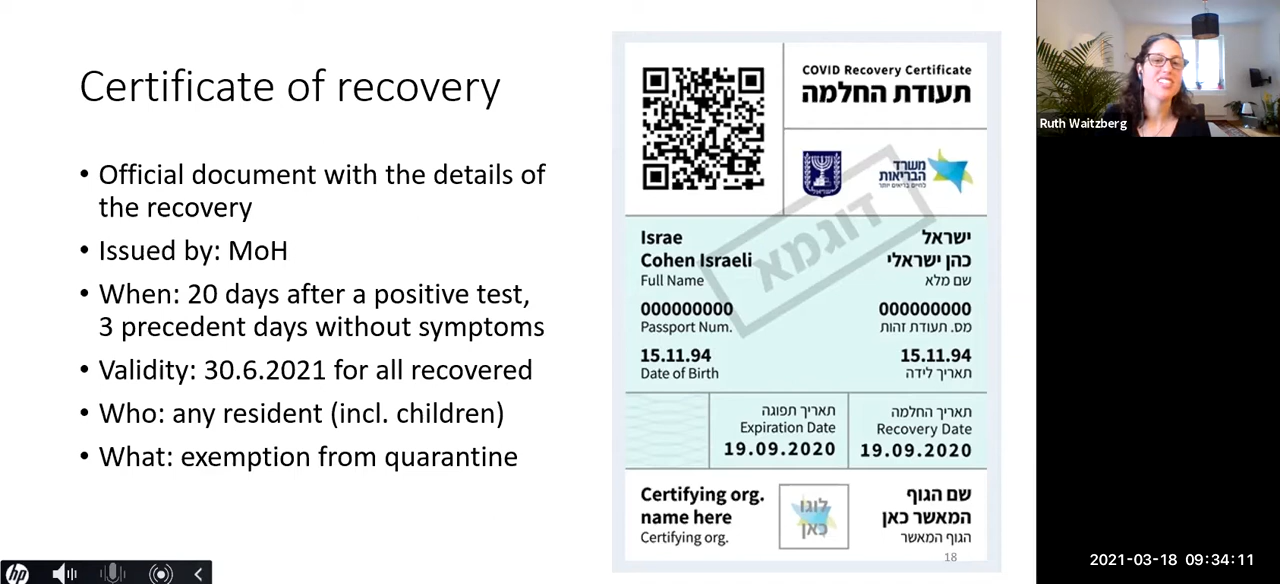 Certificate of recovery
• Official document with the details of
the recovery
• Issued by: MoH
• When: 20 days after a positive test,
3 precedent days without symptoms
• Validity: 30.6.2021 for all recovered
• Who: any resident (incl. children)
• What: exemption from quarantine
COVID Recovery Certificate
תעודת החלמה
משרד
הבריאות
לחיים בריאים יותר
דוגמא
Israe
Cohen Israeli
Full Name
ישראל
כהן ישראלי
שם מלא
000000000
Passport Num.
000000000
מס. תעודת זהות
15.11.94
Date of Birth
15.11.94
תאריך לידה
תאריך תפוגה
Expiration Date
19.09.2020
תאריך החלמה
Recovery Date
19.09.2020
Certifying org.
name here
Certifying org.
לוגו
כאן
שם הגוף
המאשר כאן
הגוף המאשר
18
Ruth Waitzberg
hp
2021-03-18 09:34:11